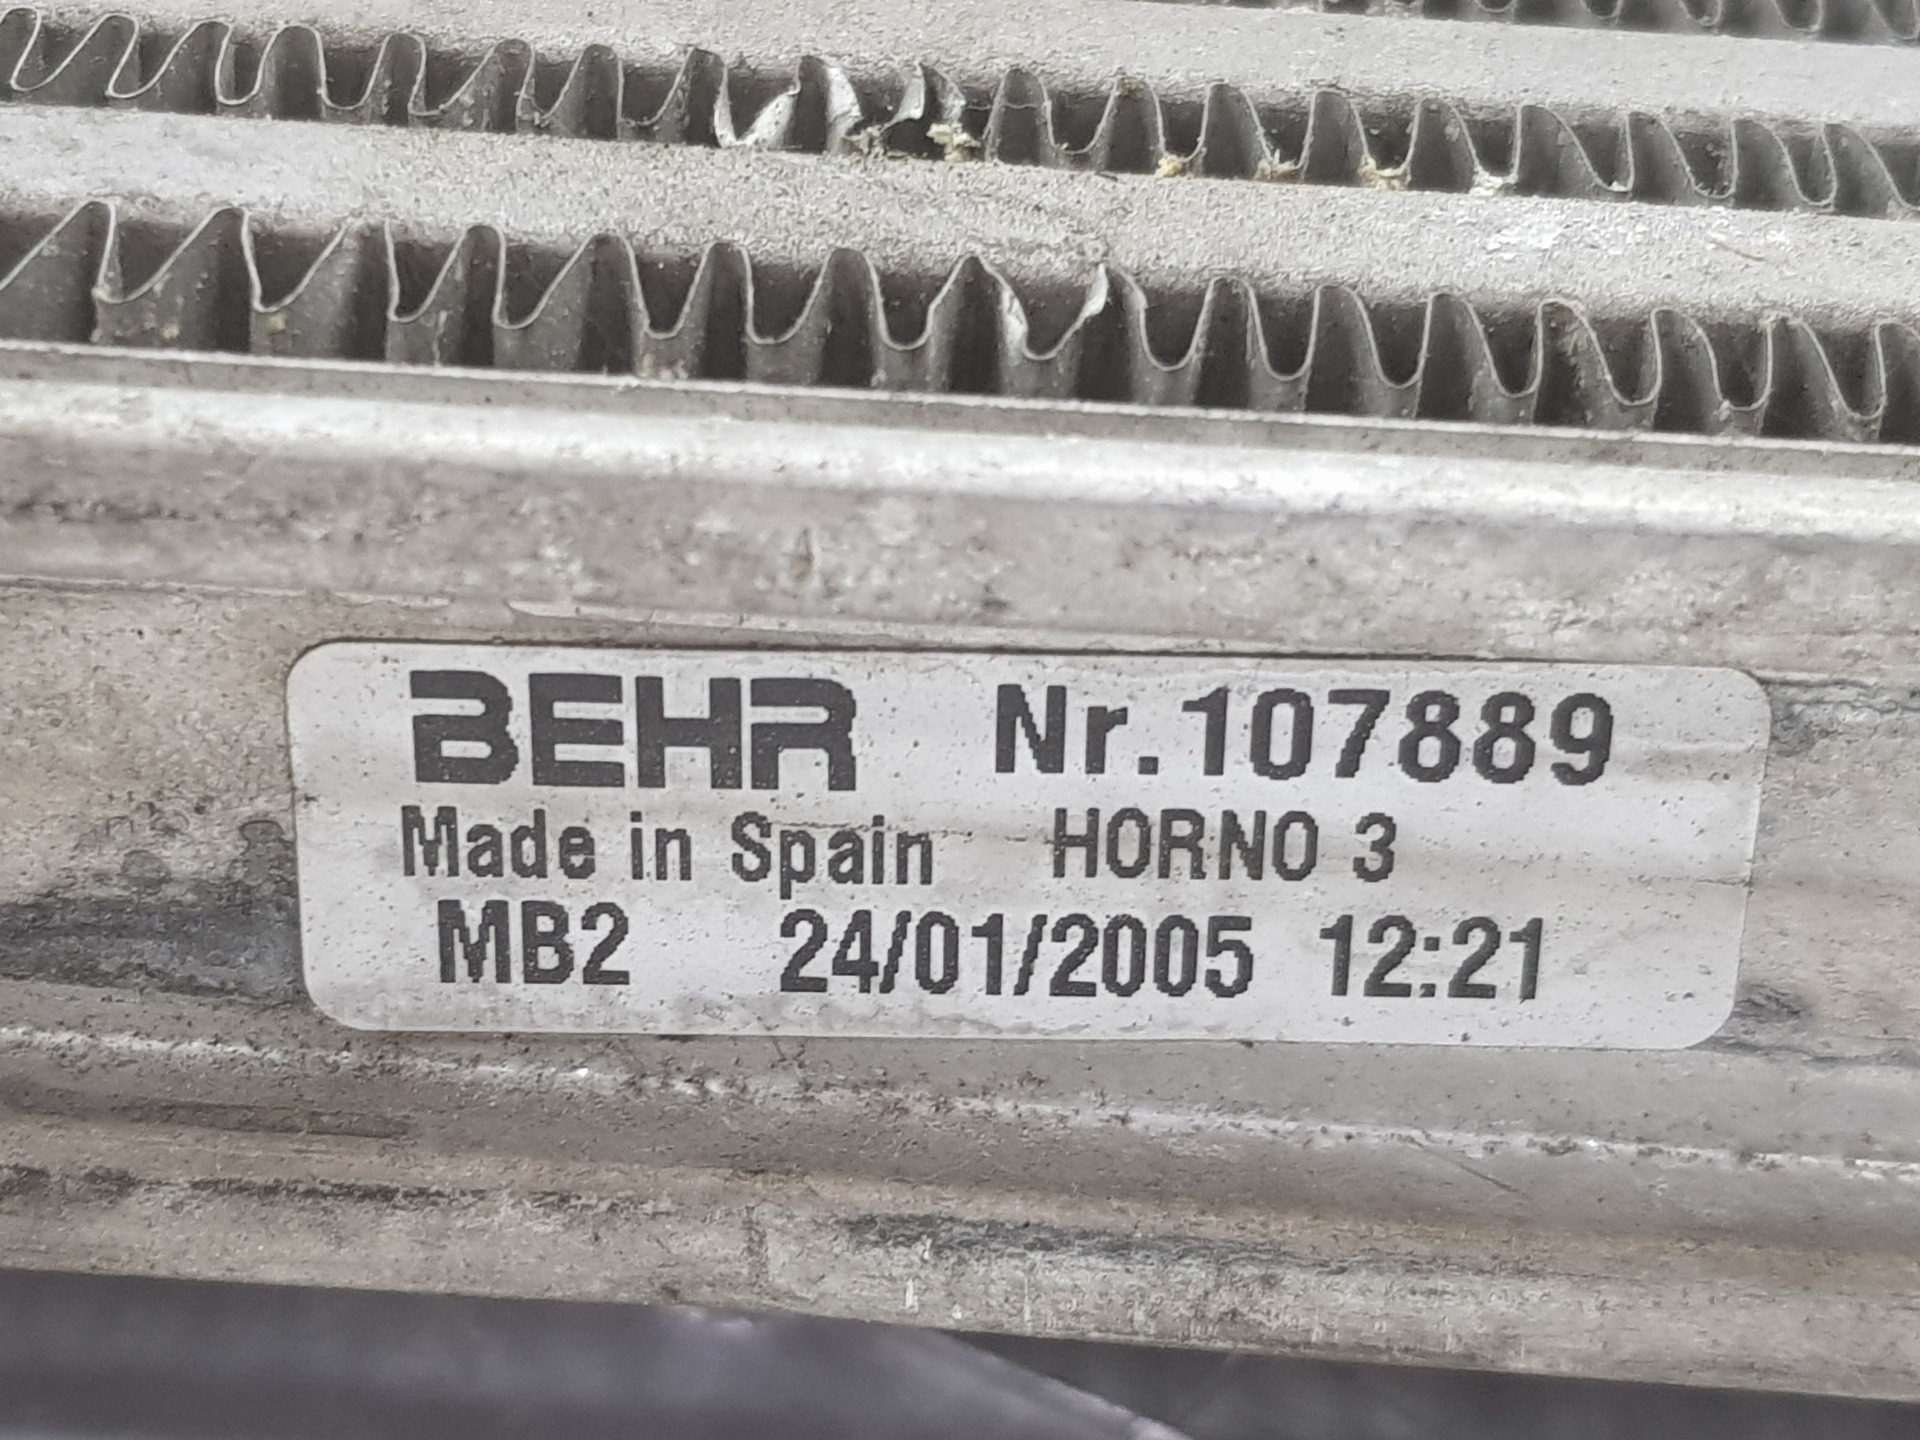 BEHR Nr.107889
Made in Spain HORNO 3
MB2 24/01/2005 12:21